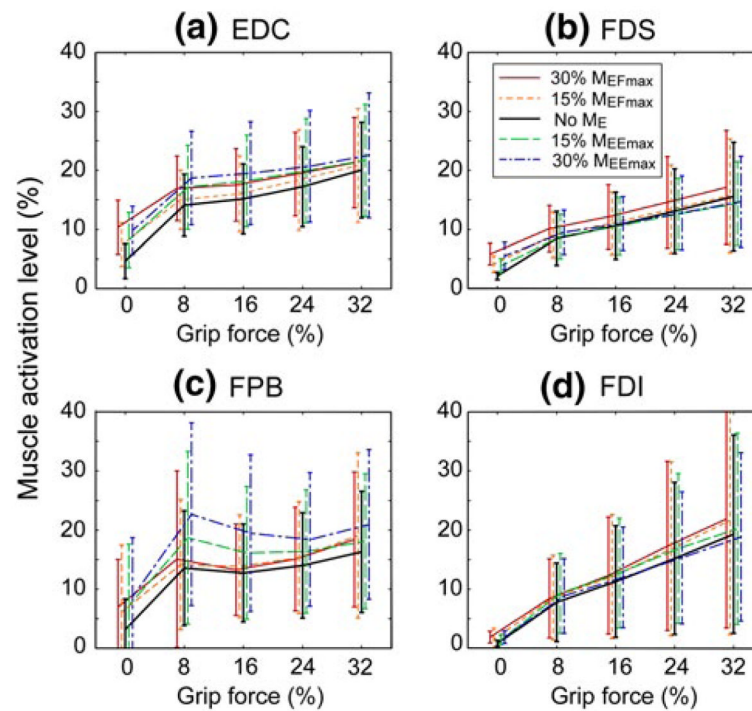 (a) EDC
40
30
20
10
0
0 8 16 24 32
Grip force (%)
(b) FDS
40
30
20
10
0
30% MEFmax
15% MEFmax
No ME
15% MEEmax
30% MEEmax
0 8 16 24 32
Grip force (%)
Muscle activation level (%)
(c) FPB
40
30
20
10
0
0 8 16 24 32
Grip force (%)
(d) FDI
40
30
20
10
0
0 8 16 24 32
Grip force (%)